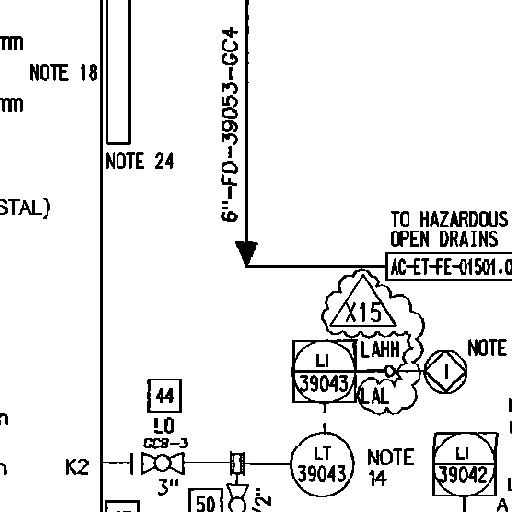 mm
NOTE 18
mm
NOTE 24
6"-FD-39053-GC4
STAL)
TO HAZARDOUS
OPEN DRAINS
AC-ET-FE-01501.0
X15
LAHH
NOTE
LI
39043
I
LAL
44
LO
GCB-3
K2
3"
LT
39043
NOTE
14
LI
39042
50
/2"
A